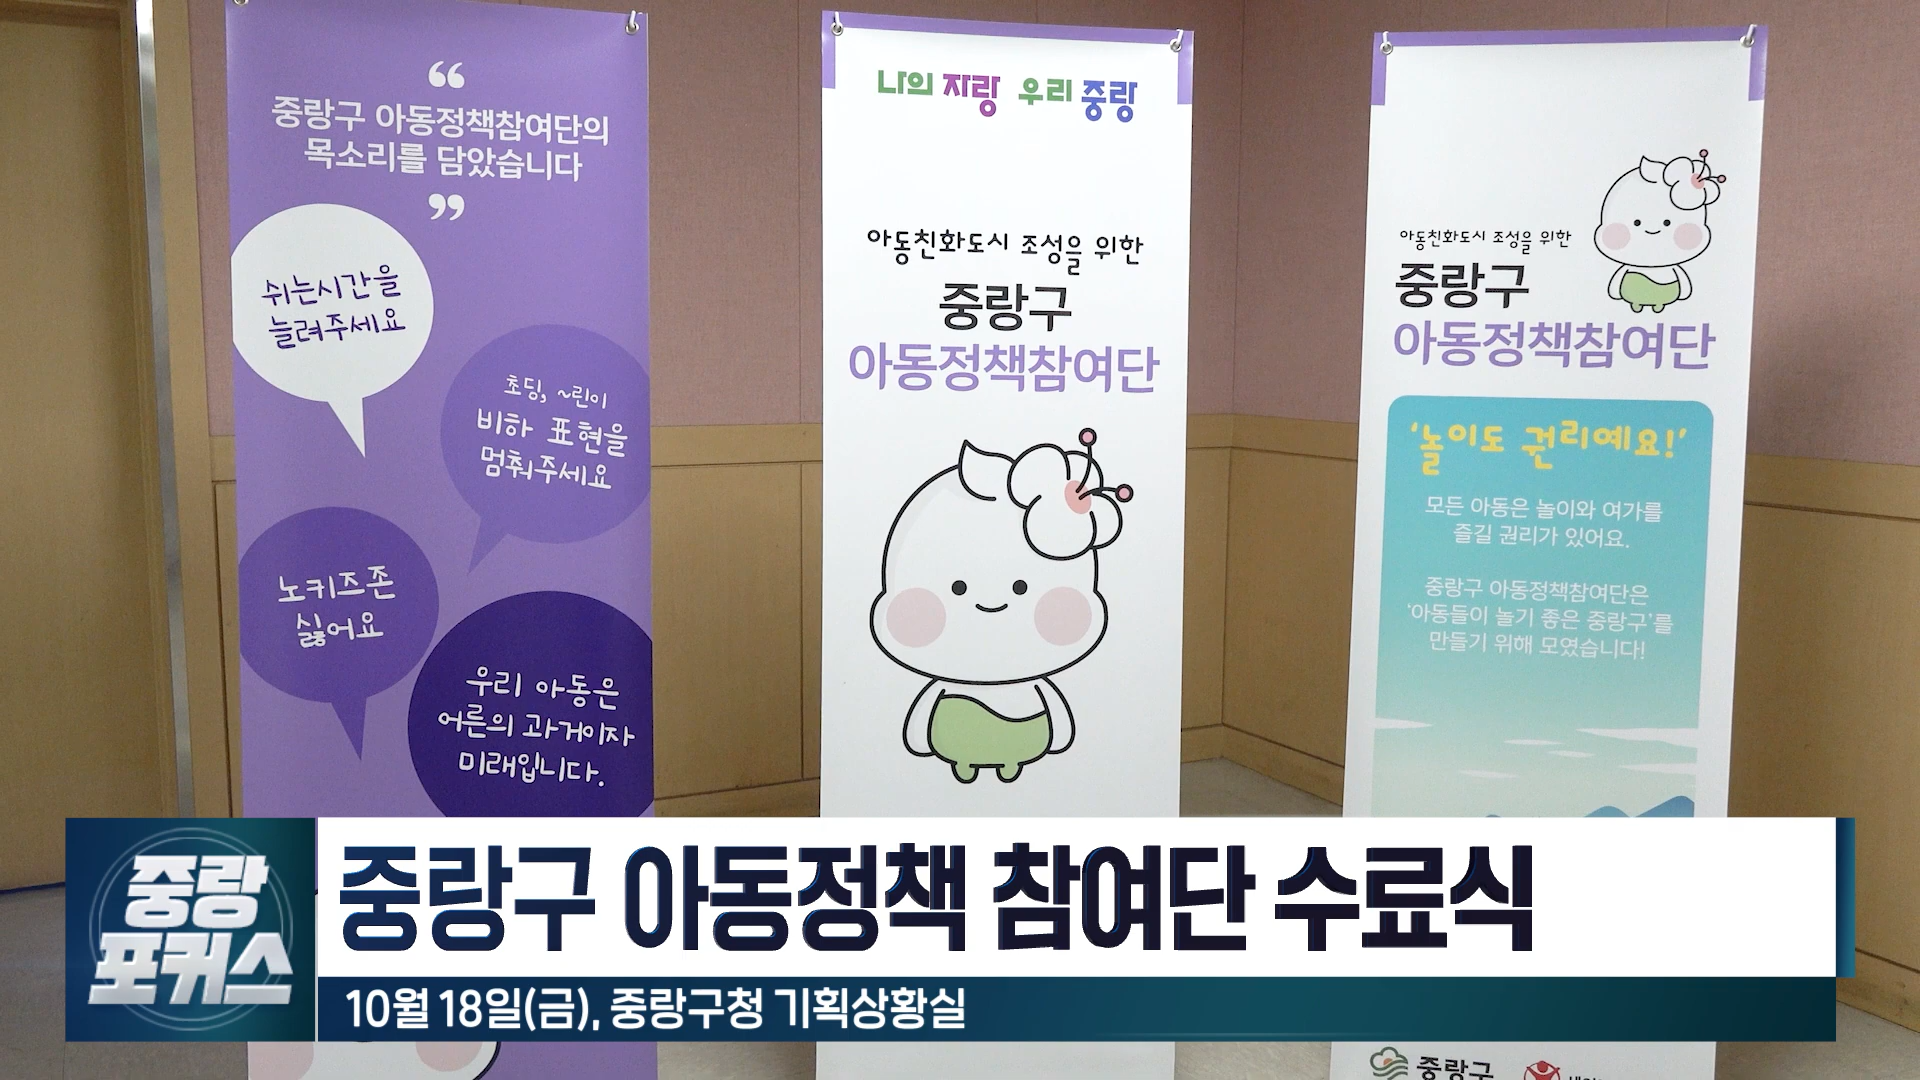 “
중랑구 아동정책참여단의
목소리를 담았습니다
”
쉬는시간을
늘려주세요
초딩, ~린이
비하 표현을
멈춰주세요
노키즈존
싫어요
우리 아동은
어른의 과거이자
미래입니다.
나의 자랑 우리 중랑
아동친화도시 조성을 위한
중랑구
아동정책참여단
아동친화도시 조성을 위한
중랑구
아동정책참여단
‘놀이도 권리예요!’
모든 아동은 놀이와 여가를
즐길 권리가 있어요.
중랑구 아동정책참여단은
‘아동들이 놀기 좋은 중랑구’를
만들기 위해 모였습니다!
중랑구
중랑
포커스
중랑구 아동정책 참여단 수료식
10월 18일(금), 중랑구청 기획상황실